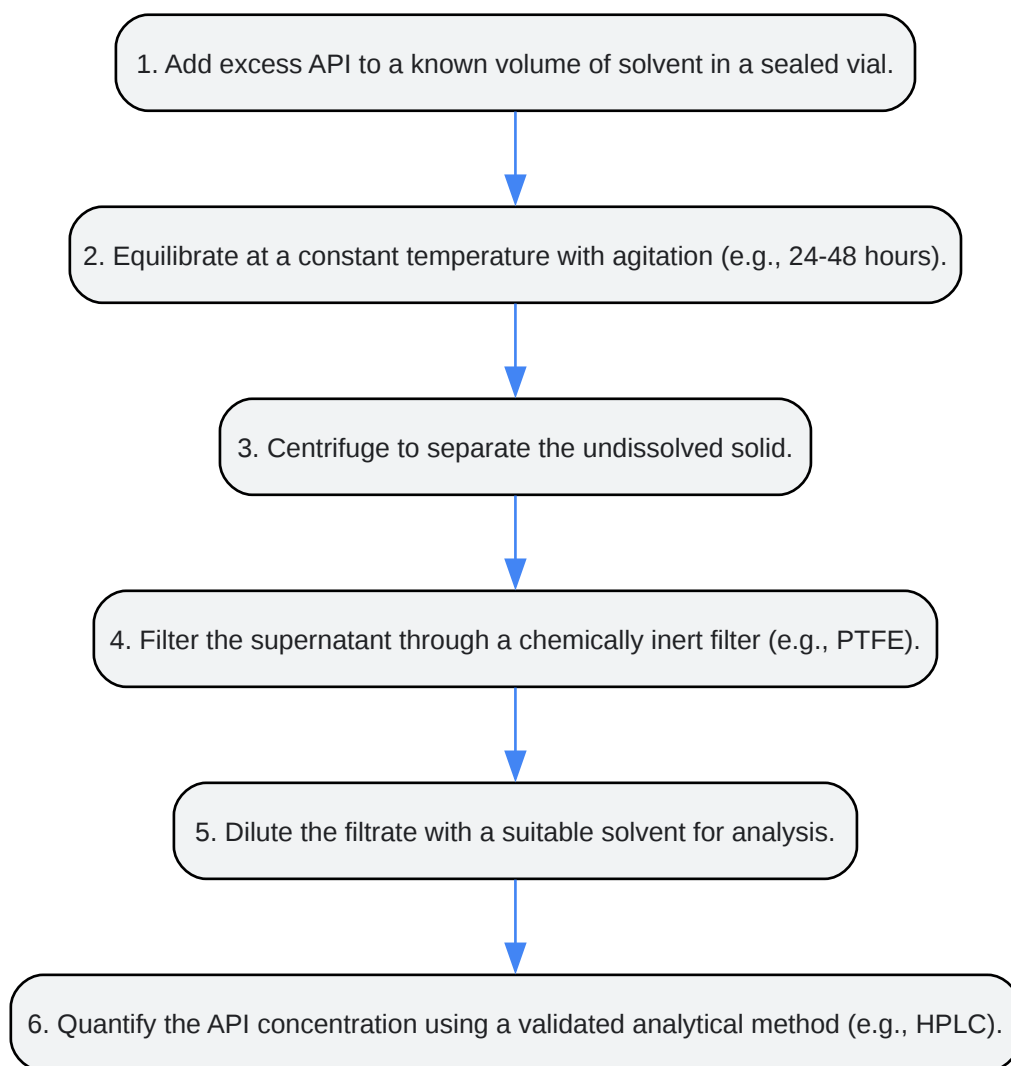 1. Add excess API to a known volume of solvent in a sealed vial.
2. Equilibrate at a constant temperature with agitation (e.g., 24-48 hours).
3. Centrifuge to separate the undissolved solid.
4. Filter the supernatant through a chemically inert filter (e.g., PTFE).
5. Dilute the filtrate with a suitable solvent for analysis.
6. Quantify the API concentration using a validated analytical method (e.g., HPLC).